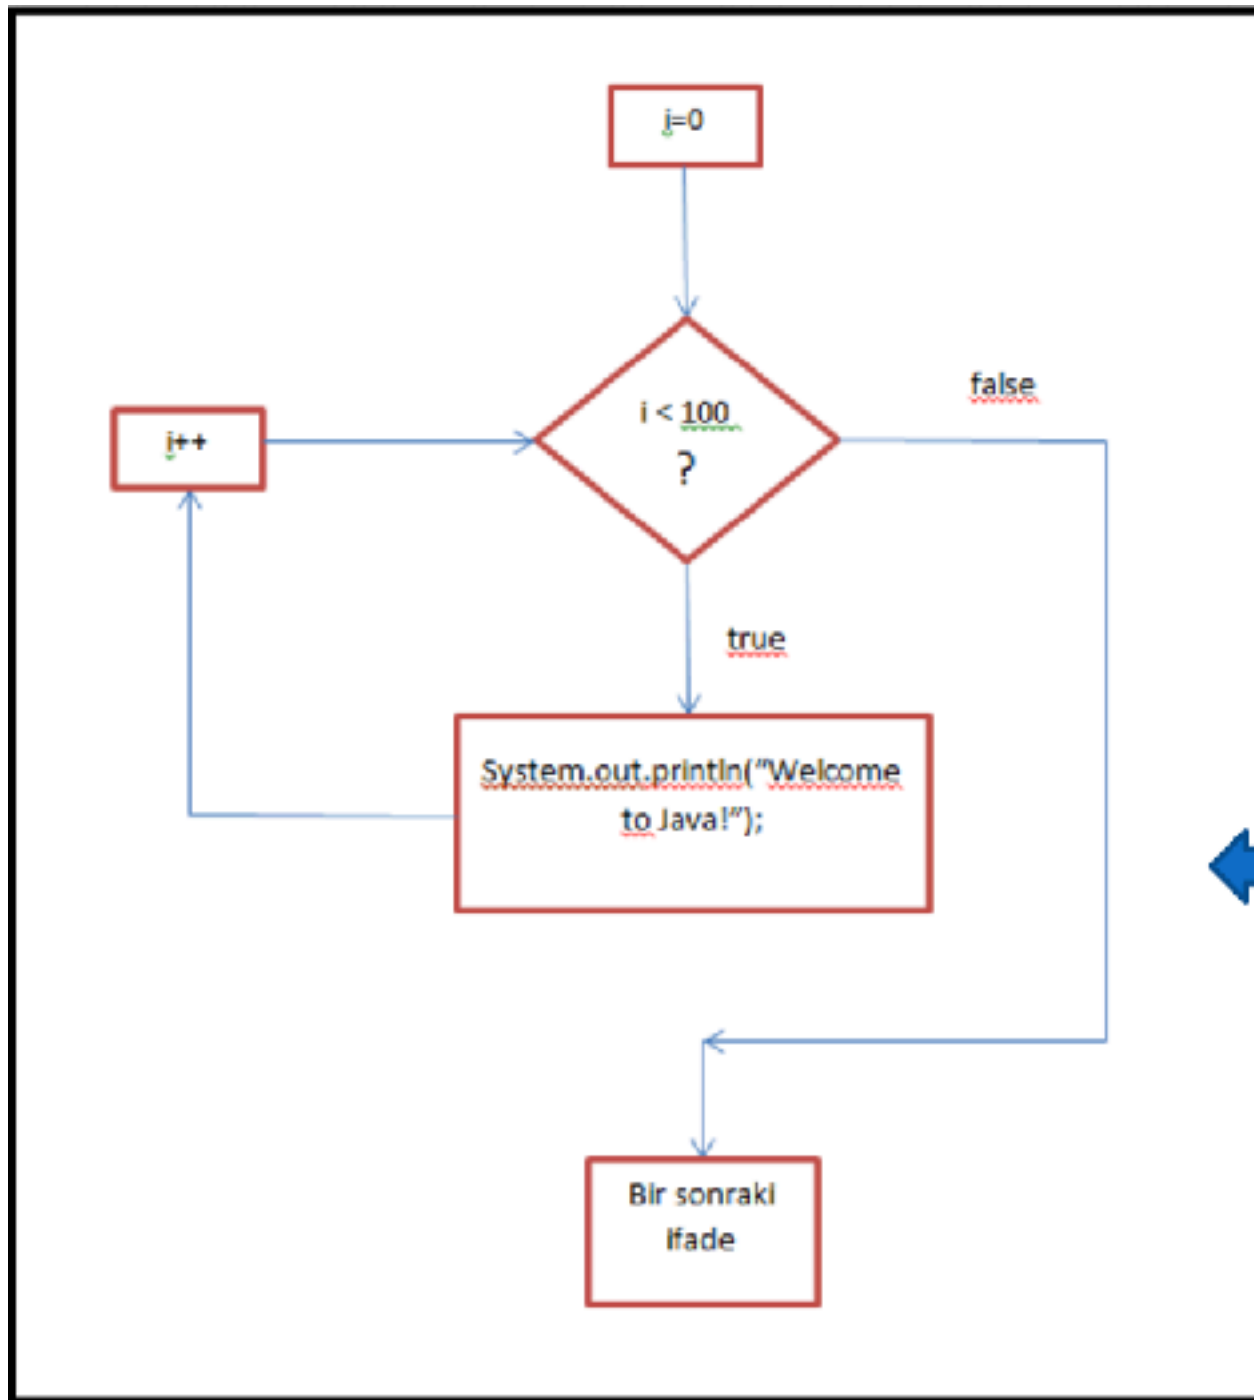 i=0
i < 100
?
false
i++
true
System.out.println("Welcome
to Java!");
Bir sonraki
ifade